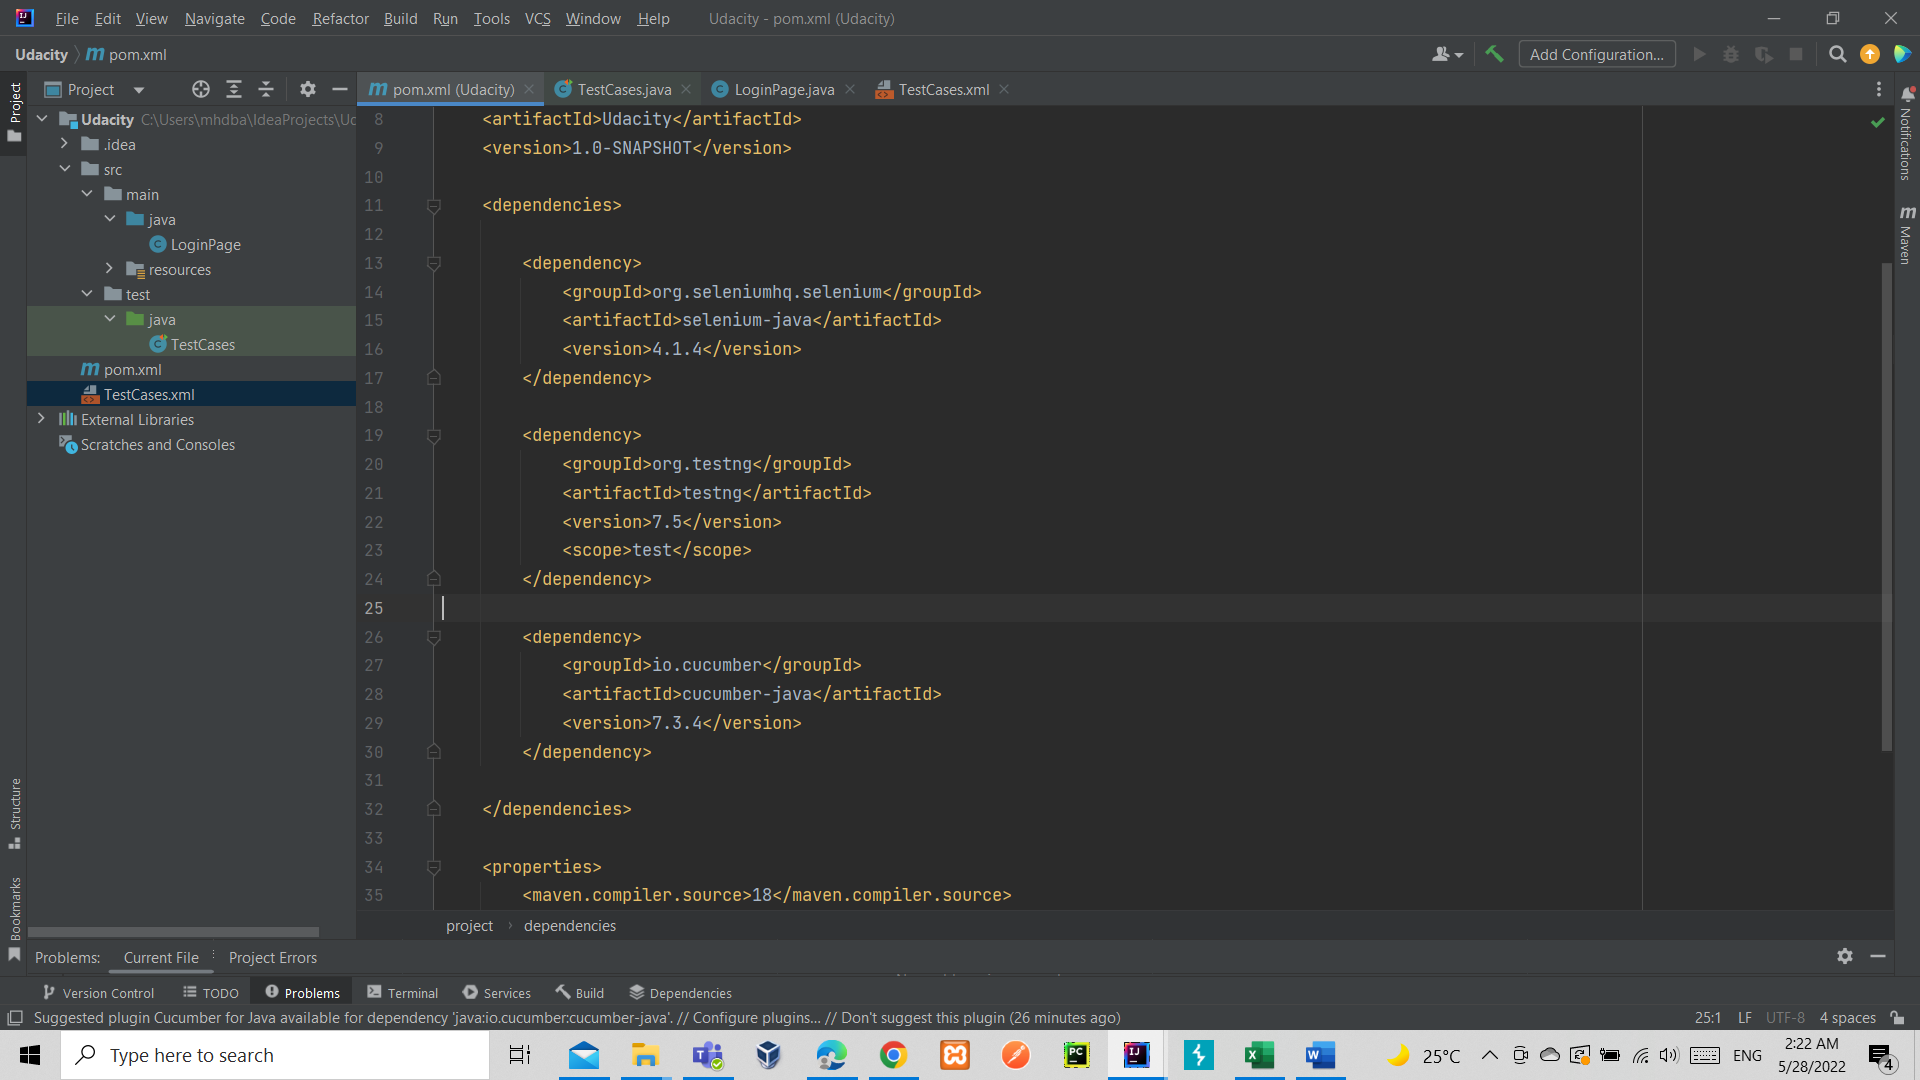 File Edit View Navigate Code Refactor Build Run Tools VCS Window Help Udacity - pom.xml (Udacity)
Udacity pom.xml Add Configuration...
Project
pom.xml (Udacity) TestCases.java LoginPage.java TestCases.xml
Project
Udacity C:\Users\mhdba\IdeaProjects\Ud
.idea
src
main
java
LoginPage
resources
test
java
TestCases
pom.xml
TestCases.xml
External Libraries
Scratches and Consoles
Structure
Bookmarks
8 <artifactId>Udacity</artifactId>
9 <version>1.0-SNAPSHOT</version>
10
11 <dependencies>
12
13 <dependency>
14 <groupId>org.seleniumhq.selenium</groupId>
15 <artifactId>selenium-java</artifactId>
16 <version>4.1.4</version>
17 </dependency>
18
19 <dependency>
20 <groupId>org.testng</groupId>
21 <artifactId>testng</artifactId>
22 <version>7.5</version>
23 <scope>test</scope>
24 </dependency>
25
26 <dependency>
27 <groupId>io.cucumber</groupId>
28 <artifactId>cucumber-java</artifactId>
29 <version>7.3.4</version>
30 </dependency>
31
32 </dependencies>
33
34 <properties>
35 <maven.compiler.source>18</maven.compiler.source>
Notifications
Maven
project dependencies
Problems: Current File Project Errors
Version Control TODO Problems Terminal Services Build Dependencies
Suggested plugin Cucumber for Java available for dependency 'java:io.cucumber:cucumber-java'. // Configure plugins... // Don't suggest this plugin (26 minutes ago) 25:1 LF UTF-8 4 spaces
Type here to search 25°C ENG 2:22 AM
5/28/2022 4